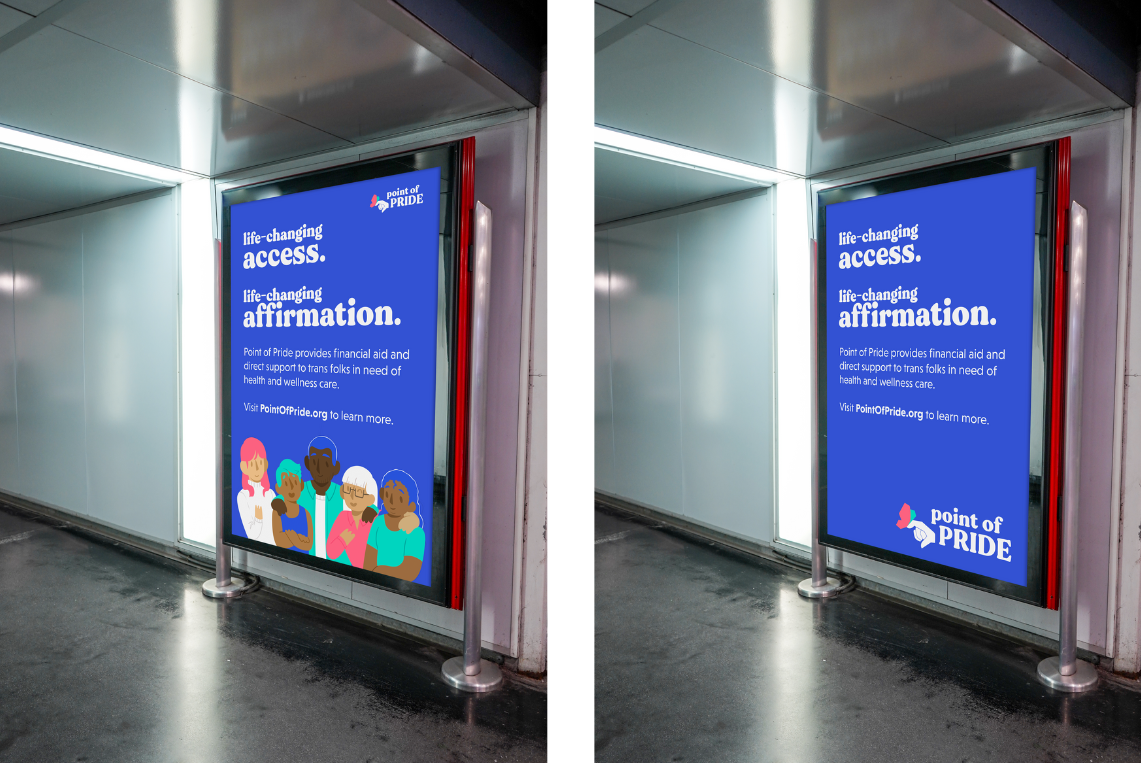 point of
PRIDE
life-changing
access.
life-changing
affirmation.
Point of Pride provides financial aid and
direct support to trans folks in need of
health and wellness care.
Visit PointOfPride.org to learn more.
life-changing
access.
life-changing
affirmation.
Point of Pride provides financial aid and
direct support to trans folks in need of
health and wellness care.
Visit PointOfPride.org to learn more.
point of
PRIDE